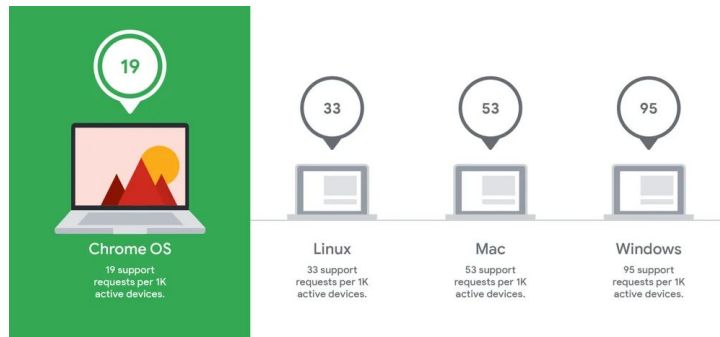 19
Chrome OS
19 support
requests per 1K
active devices.
33
Linux
33 support
requests per 1K
active devices.
53
Mac
53 support
requests per 1K
active devices.
95
Windows
95 support
requests per 1K
active devices.